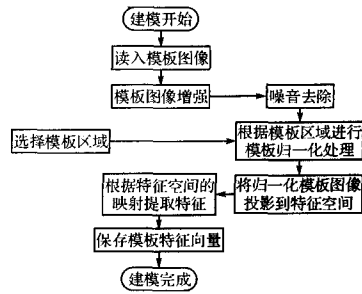 建模开始
读入模板图像
模板图像增强
噪音去除
选择模板区域
根据模板区域进行
模板归一化处理
将归一化模板图像
投影到特征空间
根据特征空间的
映射提取特征
保存模板特征向量
建模完成